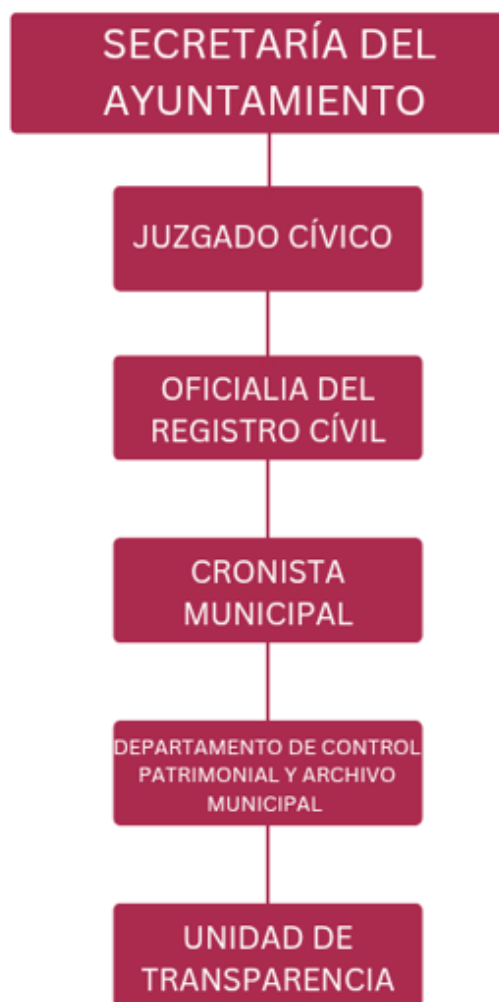 SECRETARÍA DEL
AYUNTAMIENTO
JUZGADO CÍVICO
OFICIALIA DEL
REGISTRO CÍVIL
CRONISTA
MUNICIPAL
DEPARTAMENTO DE CONTROL
PATRIMONIAL Y ARCHIVO
MUNICIPAL
UNIDAD DE
TRANSPARENCIA